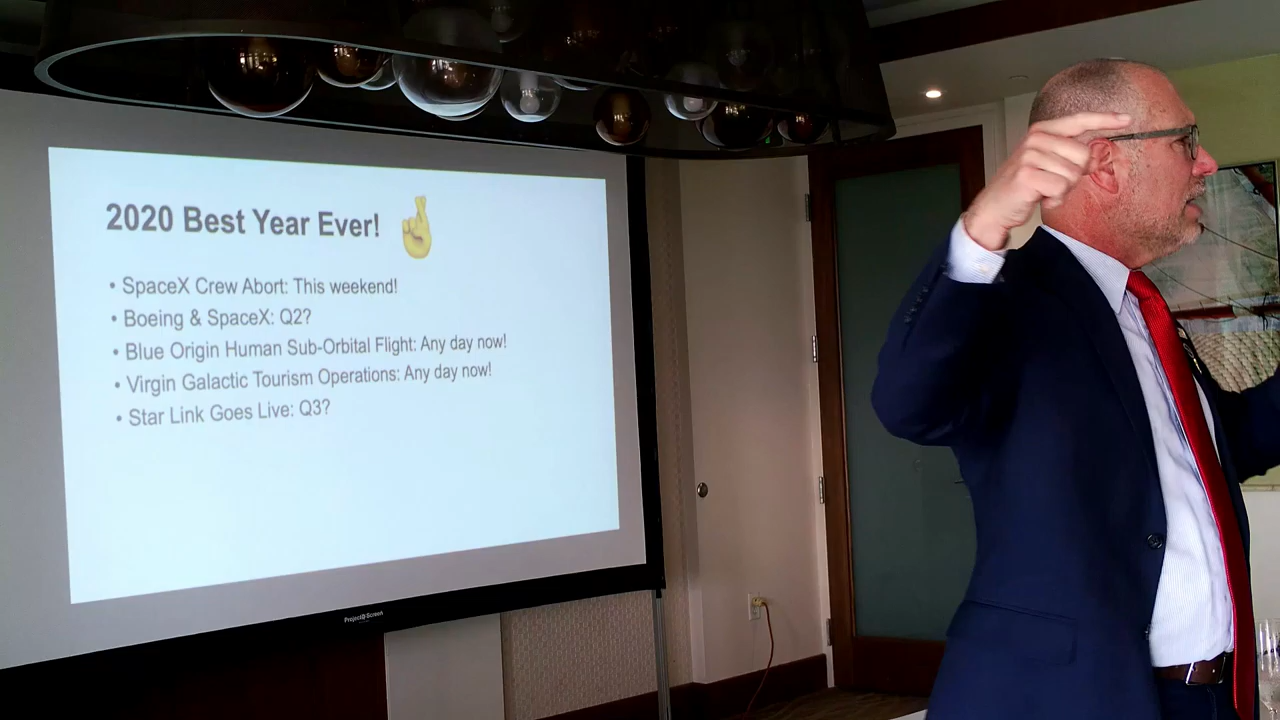 2020 Best Year Ever!
• SpaceX Crew Abort: This weekend!
• Boeing & SpaceX: Q2?
• Blue Origin Human Sub-Orbital Flight: Any day now!
• Virgin Galactic Tourism Operations: Any day now!
• Star Link Goes Live: Q3?